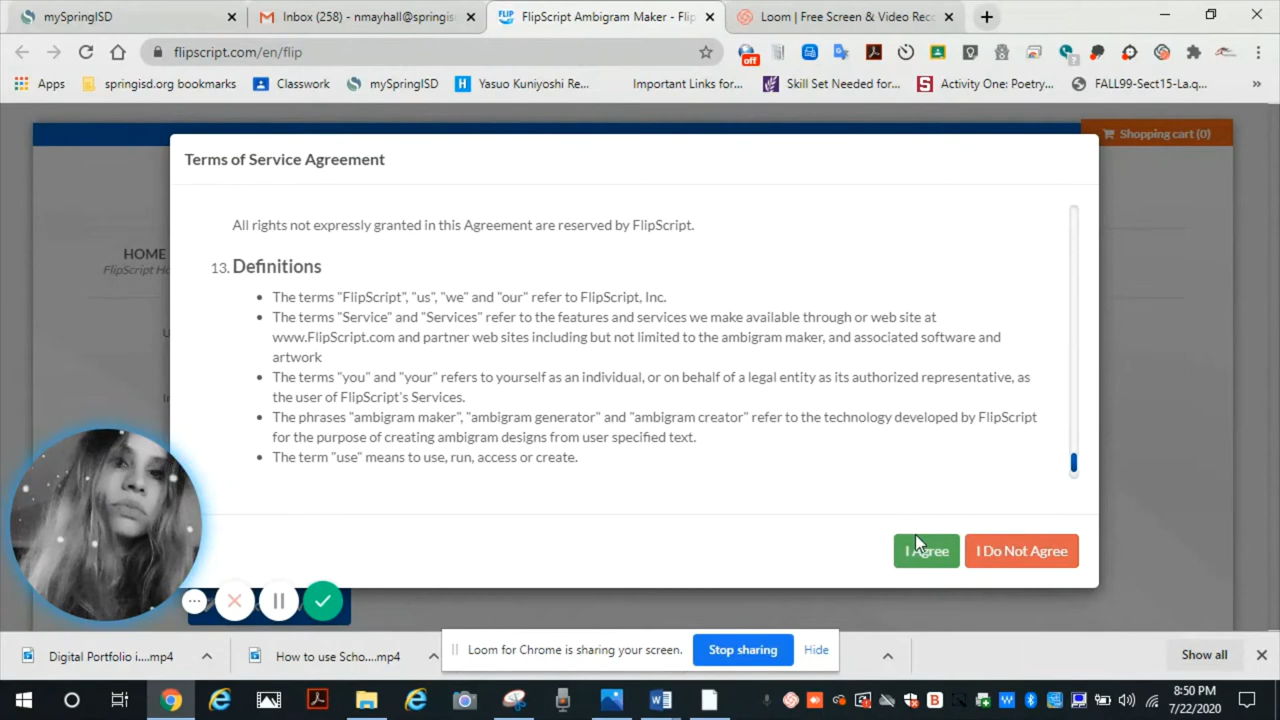 mySpringISD
Inbox (258) - nmayhall@springis
FlipScript Ambigram Maker - Flip
Loom | Free Screen & Video Rec
flipscript.com/en/flip
off
Apps
springisd.org bookmarks
Classwork
mySpringISD
Yasuo Kuniyoshi Re...
Important Links for...
Skill Set Needed for...
Activity One: Poetry...
FALL99-Sect15-La.q...
Shopping cart (0)
Terms of Service Agreement
All rights not expressly granted in this Agreement are reserved by FlipScript.
HOME
FlipScript Ho
13. Definitions
• The terms "FlipScript", "us", "we" and "our" refer to FlipScript, Inc.
• The terms "Service" and "Services" refer to the features and services we make available through or web site at
www.FlipScript.com and partner web sites including but not limited to the ambigram maker, and associated software and
artwork
• The terms "you" and "your" refers to yourself as an individual, or on behalf of a legal entity as its authorized representative, as
the user of FlipScript's Services.
• The phrases "ambigram maker", "ambigram generator" and "ambigram creator" refer to the technology developed by FlipScript
for the purpose of creating ambigram designs from user specified text.
• The term "use" means to use, run, access or create.
I Agree
I Do Not Agree
Loom for Chrome is sharing your screen.
Stop sharing
Hide
Digital Portfolio i....mp4
How to use Scho....mp4
Show all
8:50 PM
7/22/2020